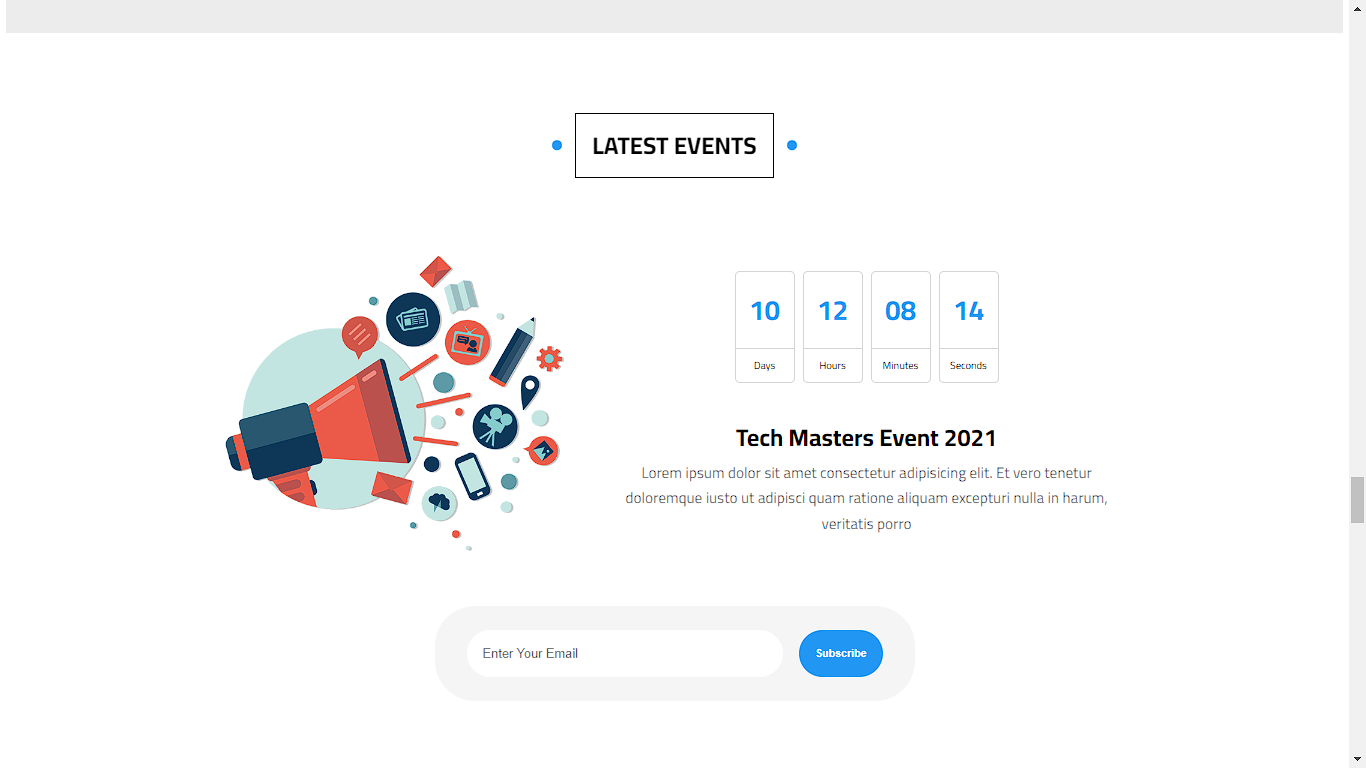 LATEST EVENTS
10 12 08 14
Days Hours Minutes Seconds
Tech Masters Event 2021
Lorem ipsum dolor sit amet consectetur adipisicing elit. Et vero tenetur
doloremque iusto ut adipisci quam ratione aliquam excepturi nulla in harum,
veritatis porro
Enter Your Email Subscribe